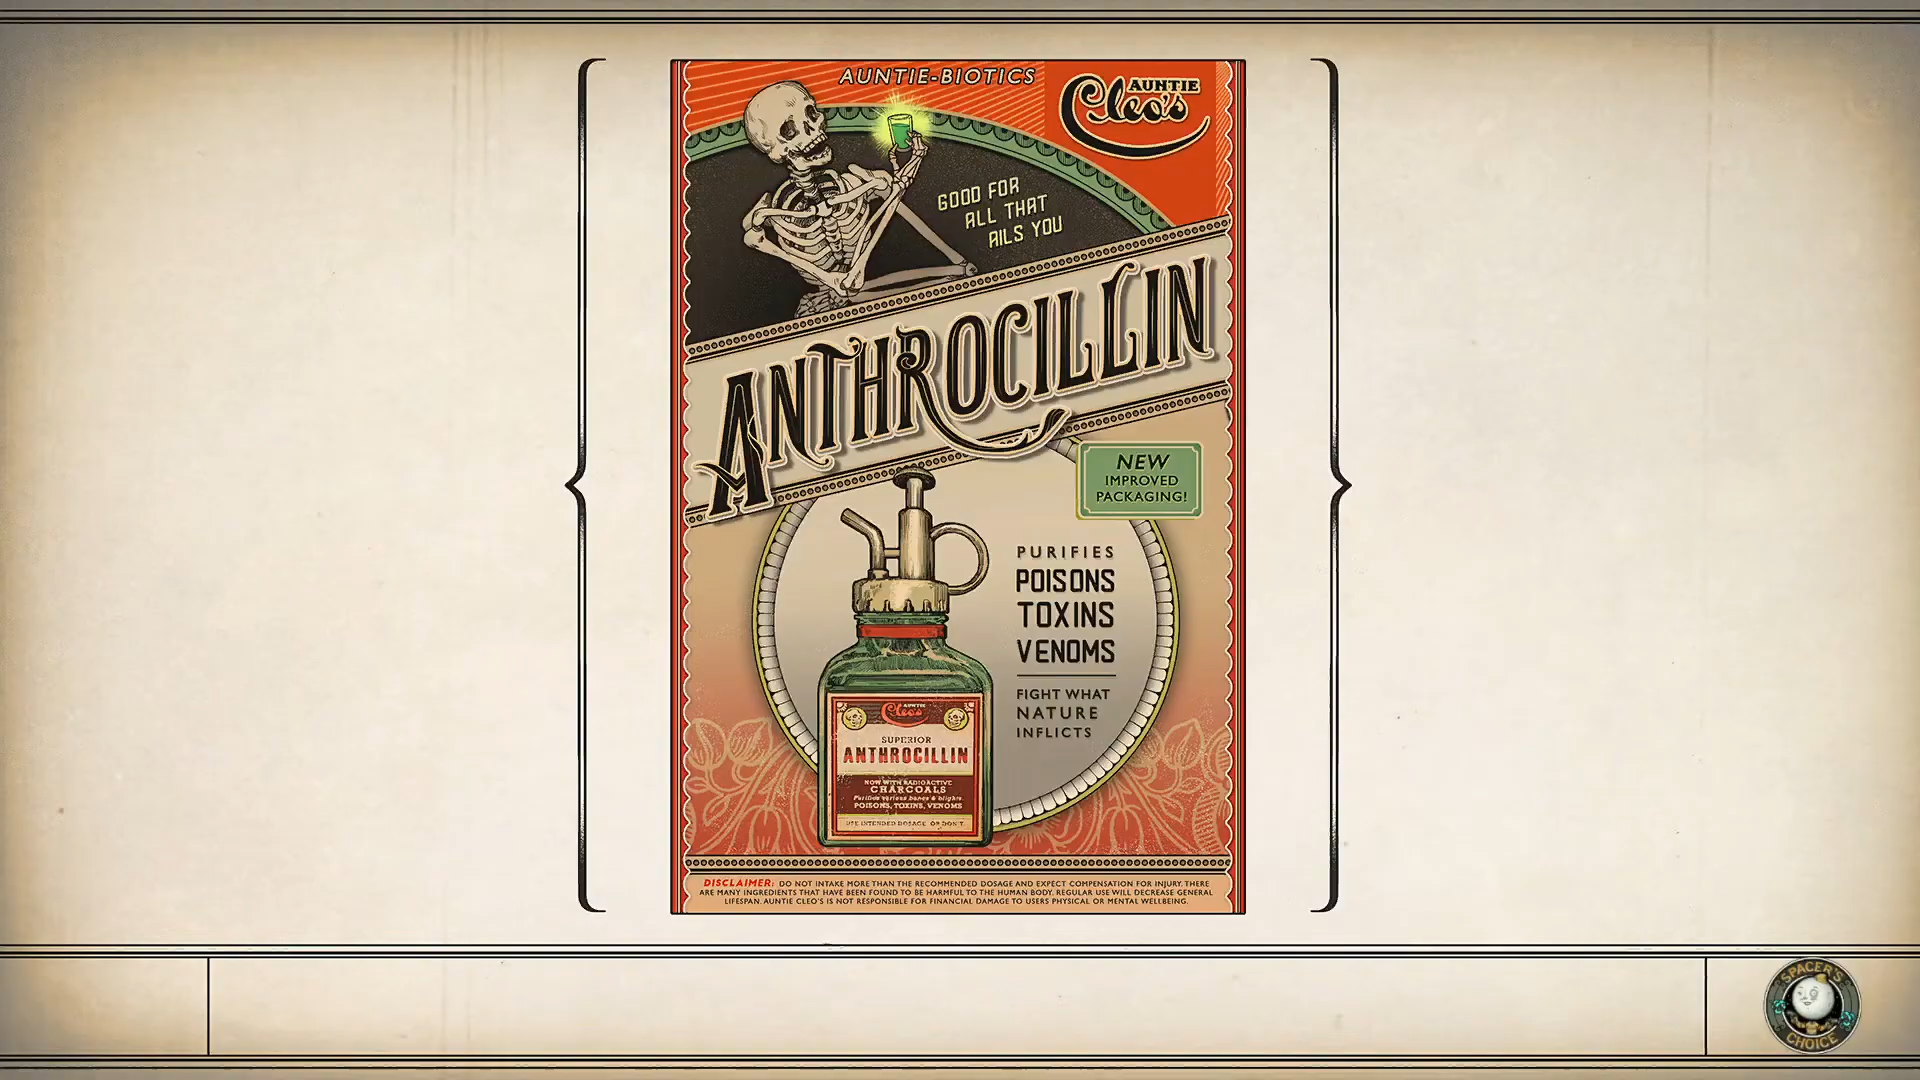 AUNTIE-BIOTICS
AUNTIE
Cleo's
GOOD FOR
ALL THAT
AILS YOU
ANTHROCILLIN
NEW
IMPROVED
PACKAGING!
PURIFIES
POISONS
TOXINS
VENOMS
FIGHT WHAT
NATURE
INFLICTS
AUNTIE
Cleo's
SUPERIOR
ANTHROCILLIN
NOW WITH RADIOACTIVE
CHARCOALS
Purifies various banes & blights.
POISONS, TOXINS, VENOMS
USE INTENDED DOSAGE OR DON'T.
DISCLAIMER: DO NOT INTAKE MORE THAN THE RECOMMENDED DOSAGE AND EXPECT COMPENSATION FOR INJURY. THERE
ARE MANY INGREDIENTS THAT HAVE BEEN FOUND TO BE HARMFUL TO THE HUMAN BODY. REGULAR USE WILL DECREASE GENERAL
LIFESPAN. AUNTIE CLEO'S IS NOT RESPONSIBLE FOR FINANCIAL DAMAGE TO USERS PHYSICAL OR MENTAL WELLBEING.
SPACER'S
CHOICE